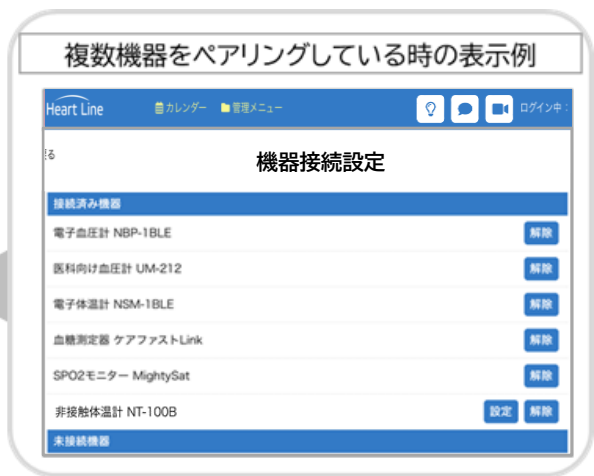 複数機器をペアリングしている時の表示例
Heart Line カレンダー 管理メニュー ログイン中:
る
機器接続設定
接続済み機器
電子血圧計 NBP-1BLE 解除
医科向け血圧計 UM-212 解除
電子体温計 NSM-1BLE 解除
血糖測定器 ケアファストLink 解除
SPO2モニター MightySat 解除
非接触体温計 NT-100B 設定 解除
未接続機器